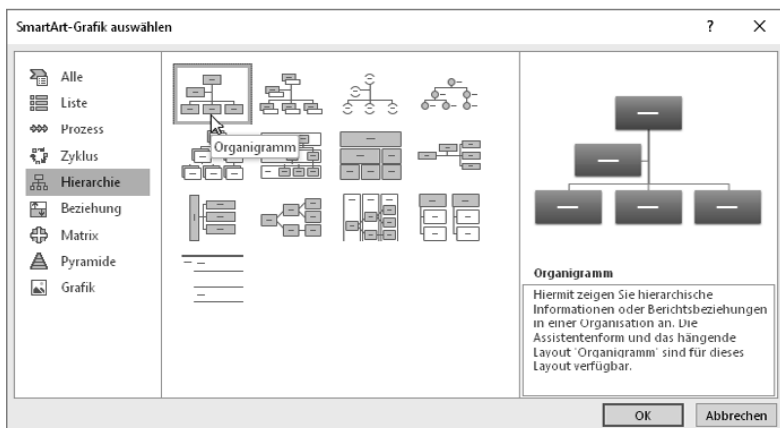 SmartArt-Grafik auswählen
?
Alle
Liste
Prozess
Zyklus
Hierarchie
Beziehung
Matrix
Pyramide
Grafik
Organigramm
Organigramm
Hiermit zeigen Sie hierarchische
Informationen oder Berichtsbeziehungen
in einer Organisation an. Die
Assistentenform und das hängende
Layout 'Organigramm' sind für dieses
Layout verfügbar.
OK
Abbrechen